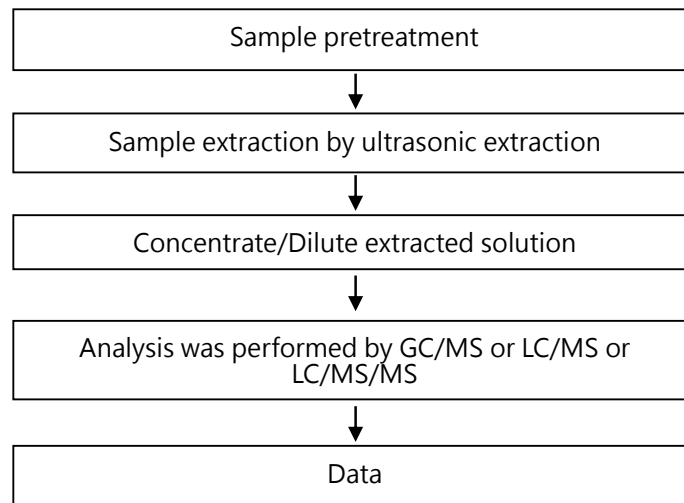 Sample pretreatment
Sample extraction by ultrasonic extraction
Concentrate/Dilute extracted solution
Analysis was performed by GC/MS or LC/MS or
LC/MS/MS
Data